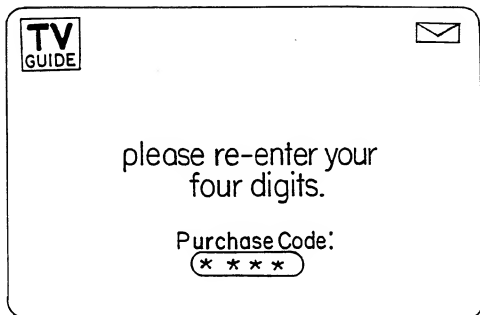 TV
GUIDE
please re-enter your
four digits.
Purchase Code:
* * * *